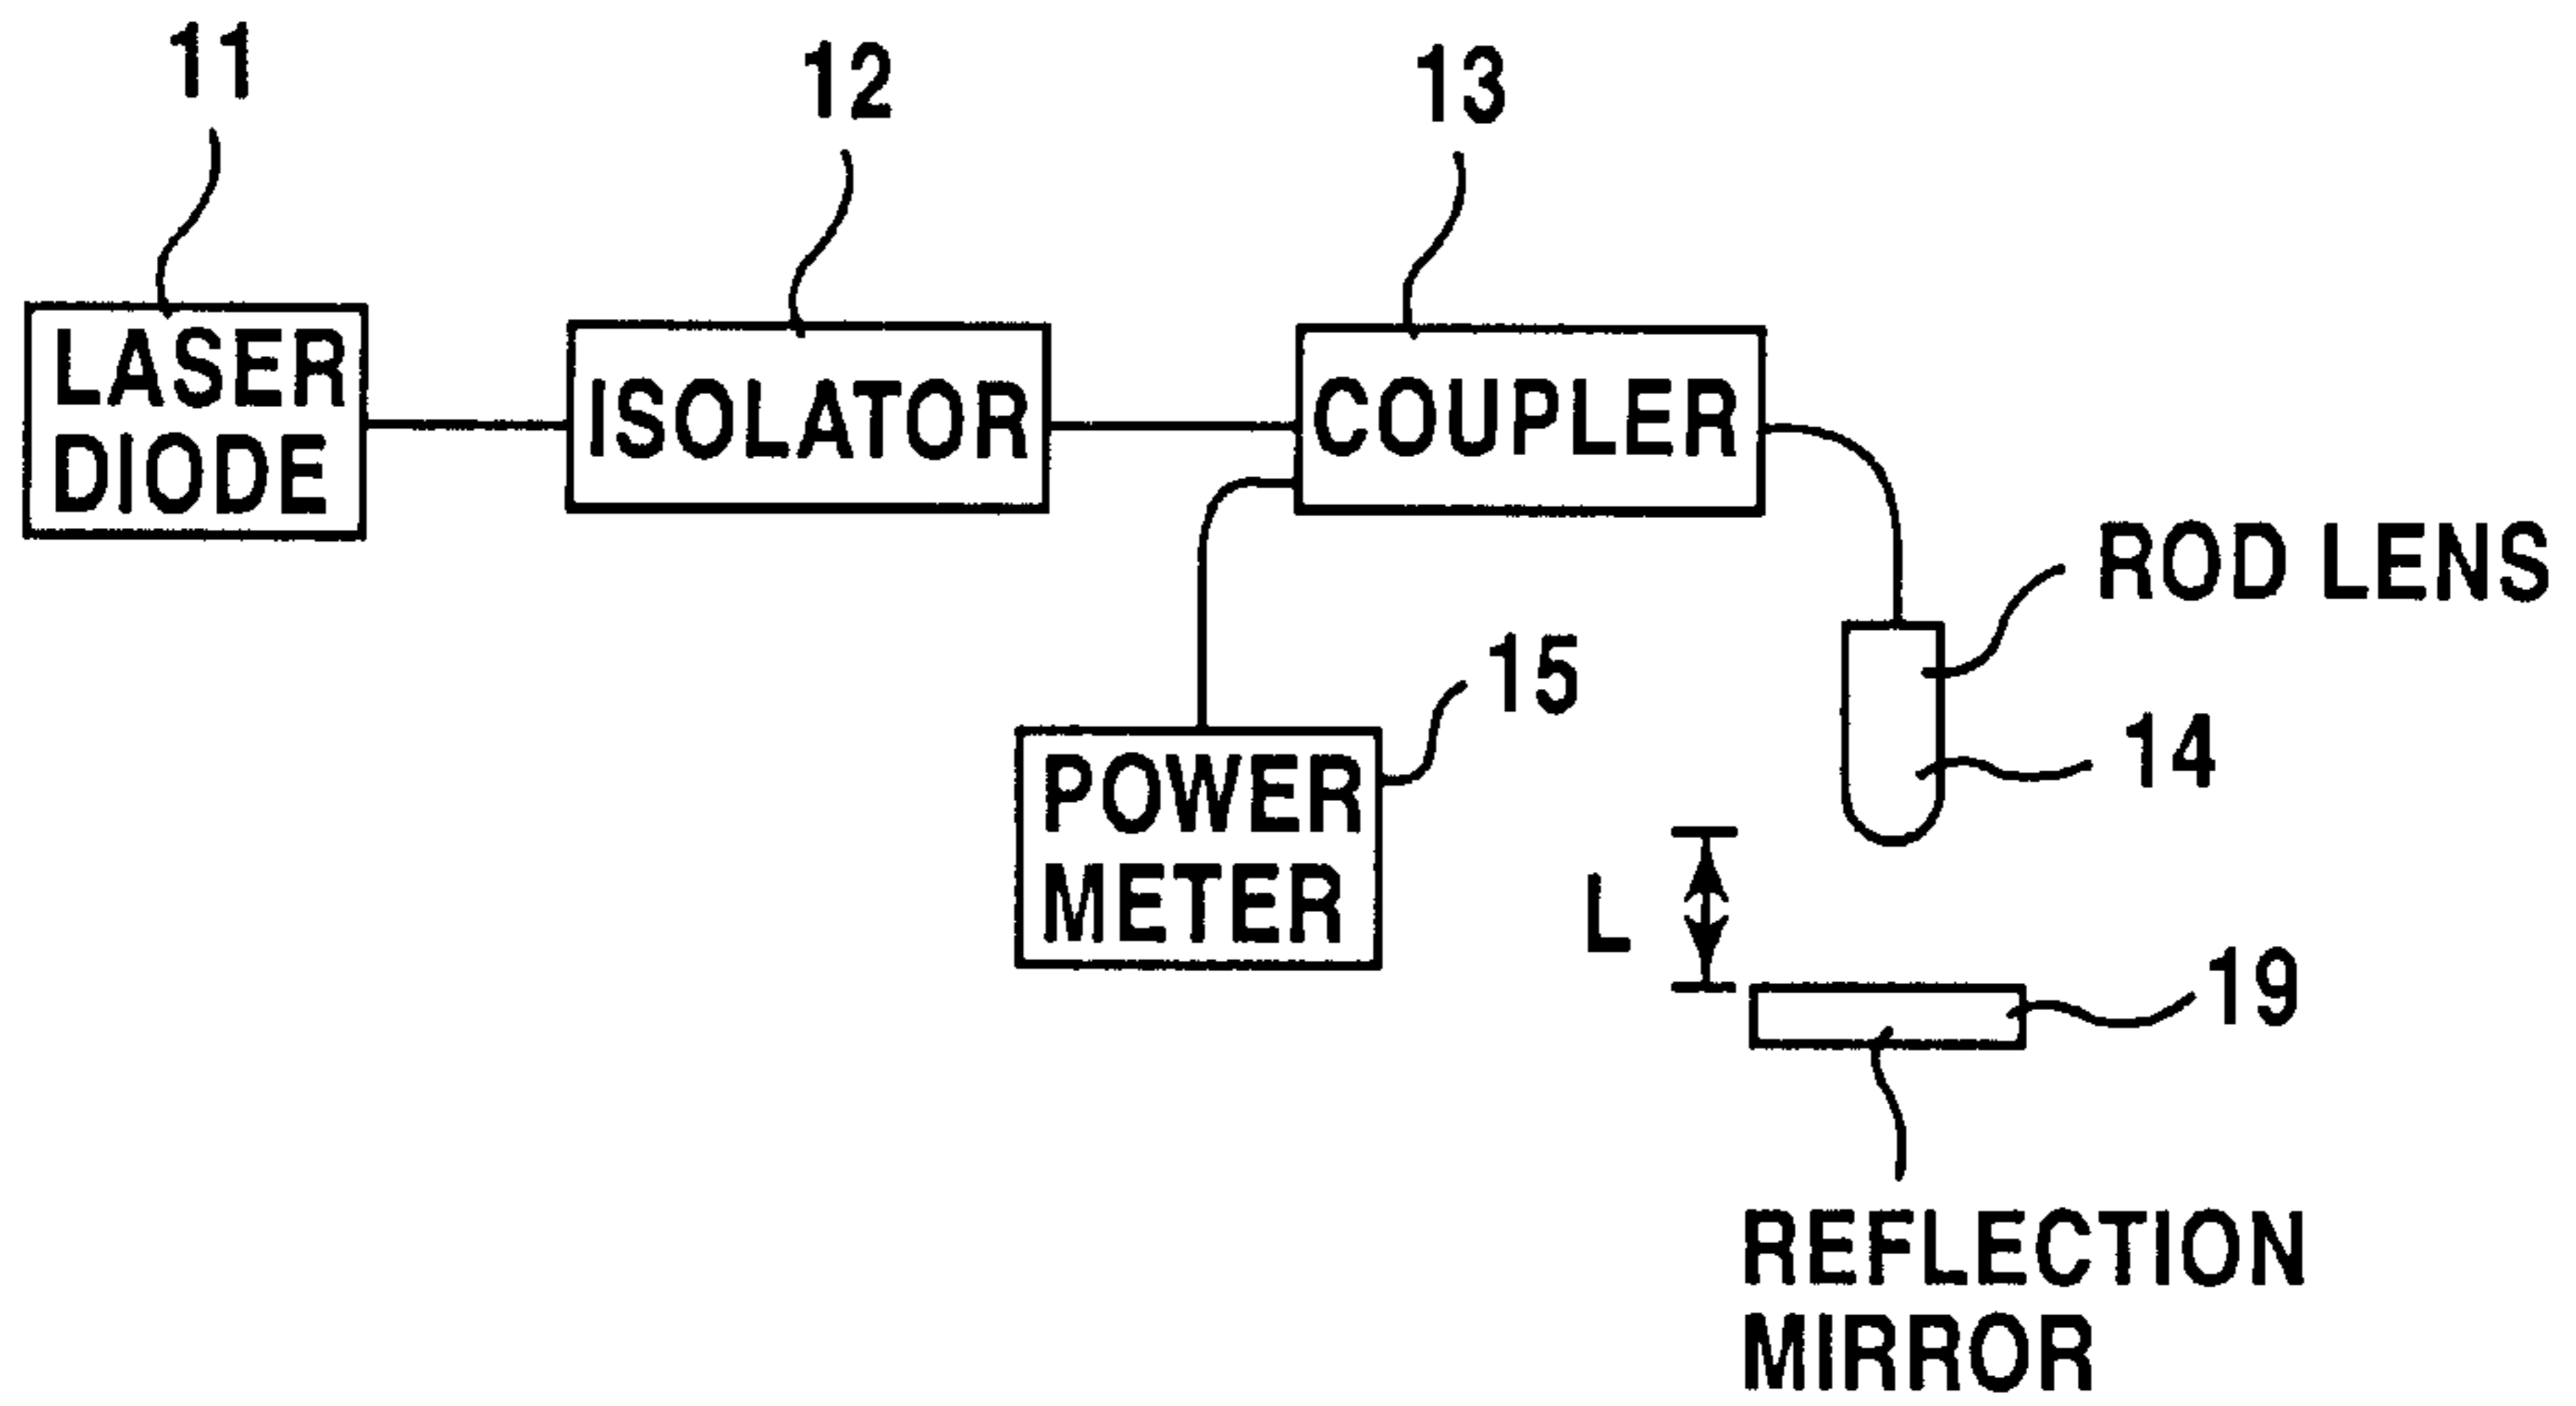 11
12
13
LASER
DIODE
ISOLATOR
COUPLER
ROD LENS
15
14
POWER
METER
L
19
REFLECTION
MIRROR